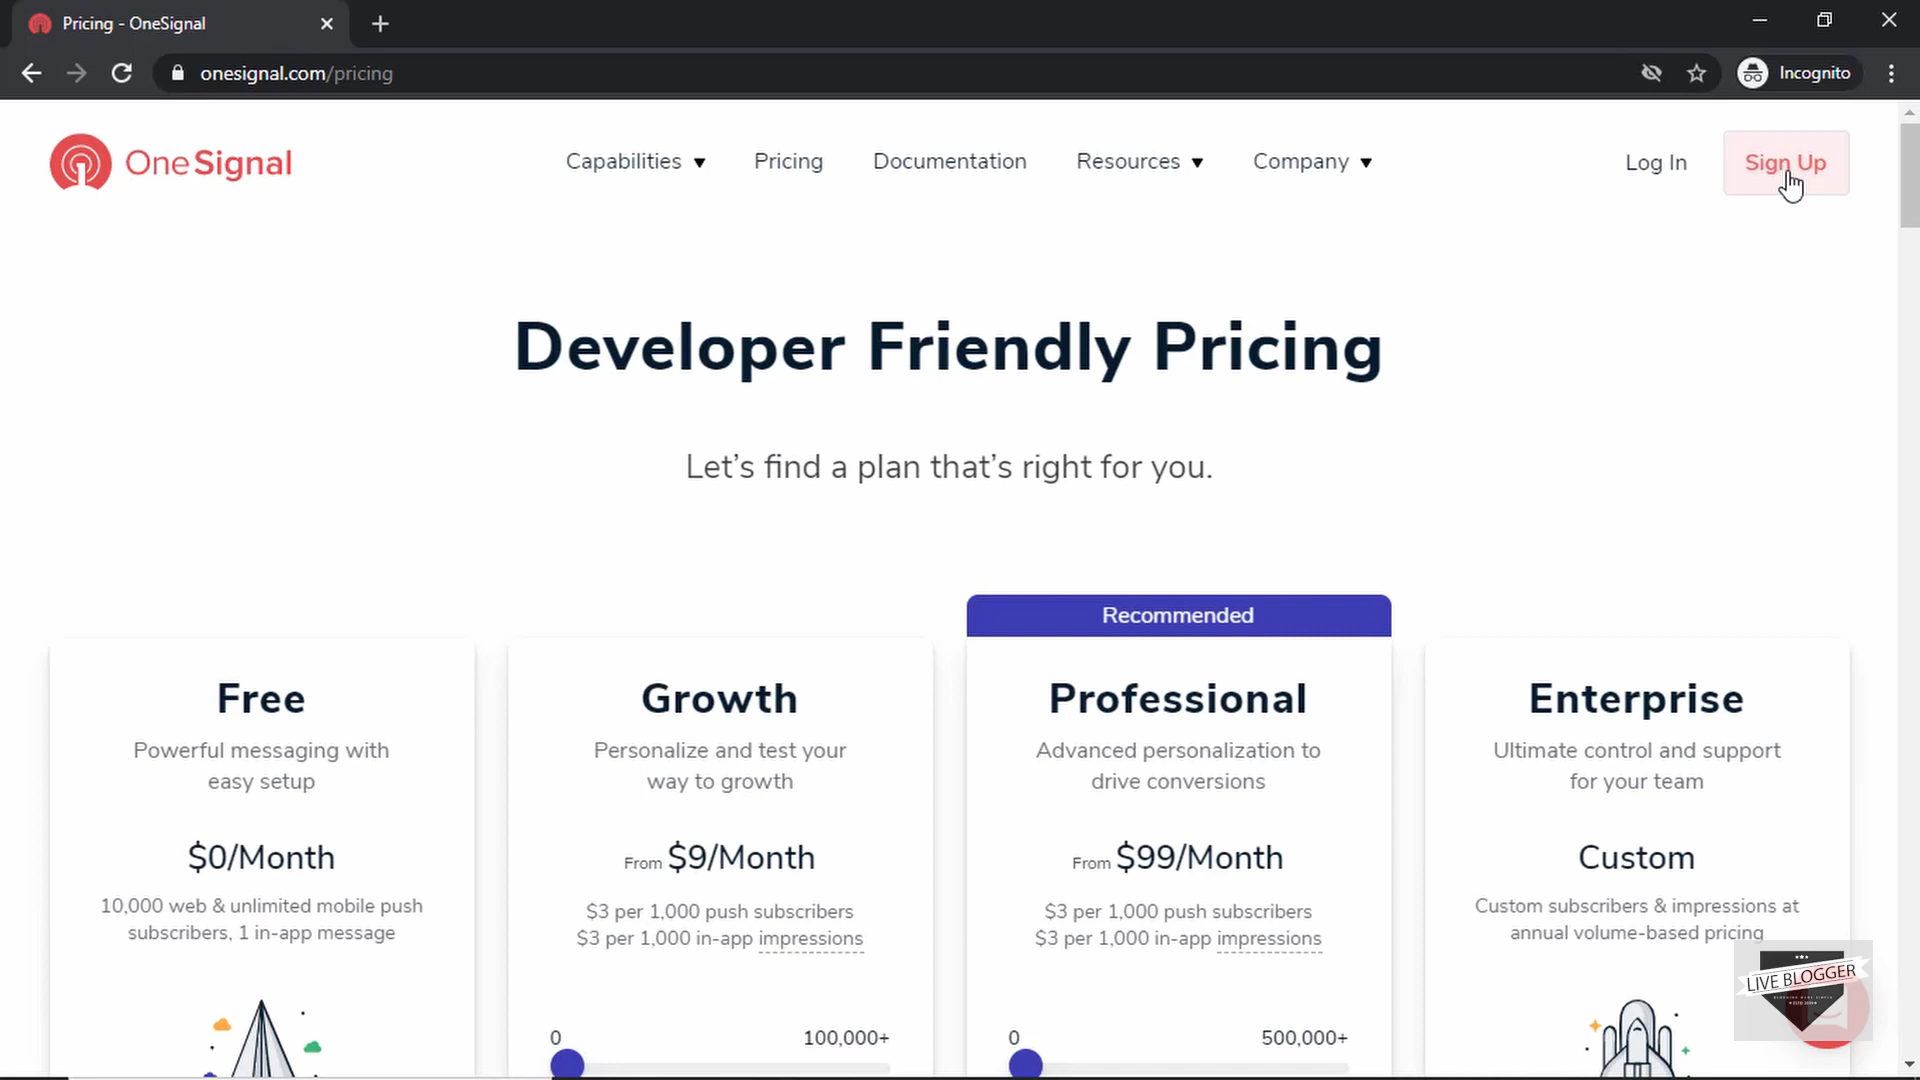 Pricing - OneSignal
onesignal.com/pricing
Incognito
OneSignal
Capabilities
Pricing
Documentation
Resources
Company
Log In
Sign Up
Developer Friendly Pricing
Let’s find a plan that’s right for you.
Recommended
Free
Powerful messaging with
easy setup
$0/Month
10,000 web & unlimited mobile push
subscribers, 1 in-app message
Growth
Personalize and test your
way to growth
From $9/Month
$3 per 1,000 push subscribers
$3 per 1,000 in-app impressions
0
100,000+
Professional
Advanced personalization to
drive conversions
From $99/Month
$3 per 1,000 push subscribers
$3 per 1,000 in-app impressions
0
500,000+
Enterprise
Ultimate control and support
for your team
Custom
Custom subscribers & impressions at
annual volume-based pricing
LIVE BLOGGER